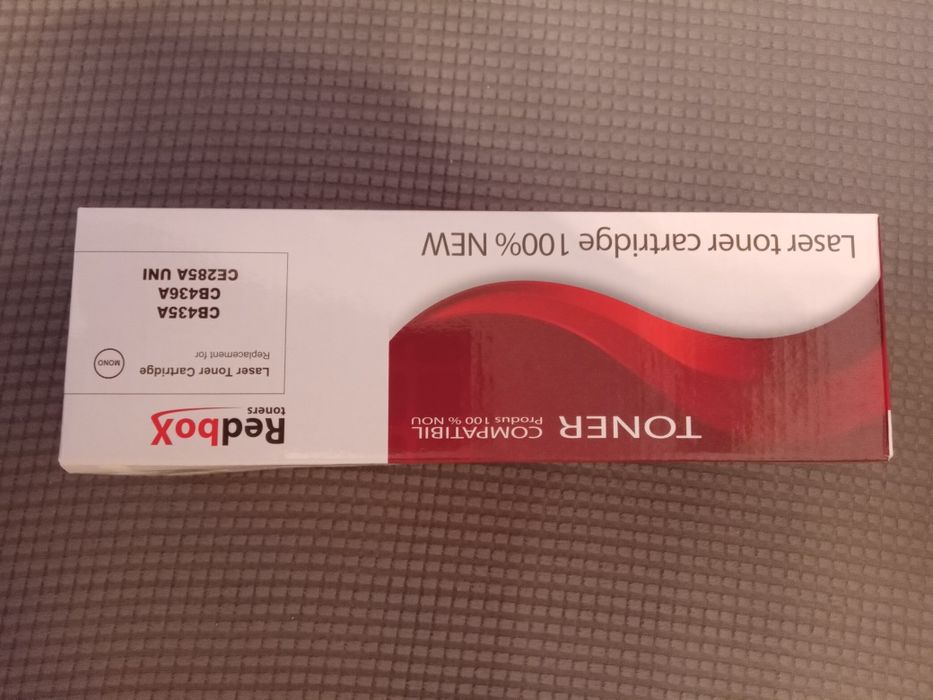 TONER COMPATIBIL
Produs 100 % NOU
Laser toner cartridge 100% NEW
Redbox
toners
Laser Toner Cartridge
Replacement for
MONO
CB435A
CB436A
CE285A UNI